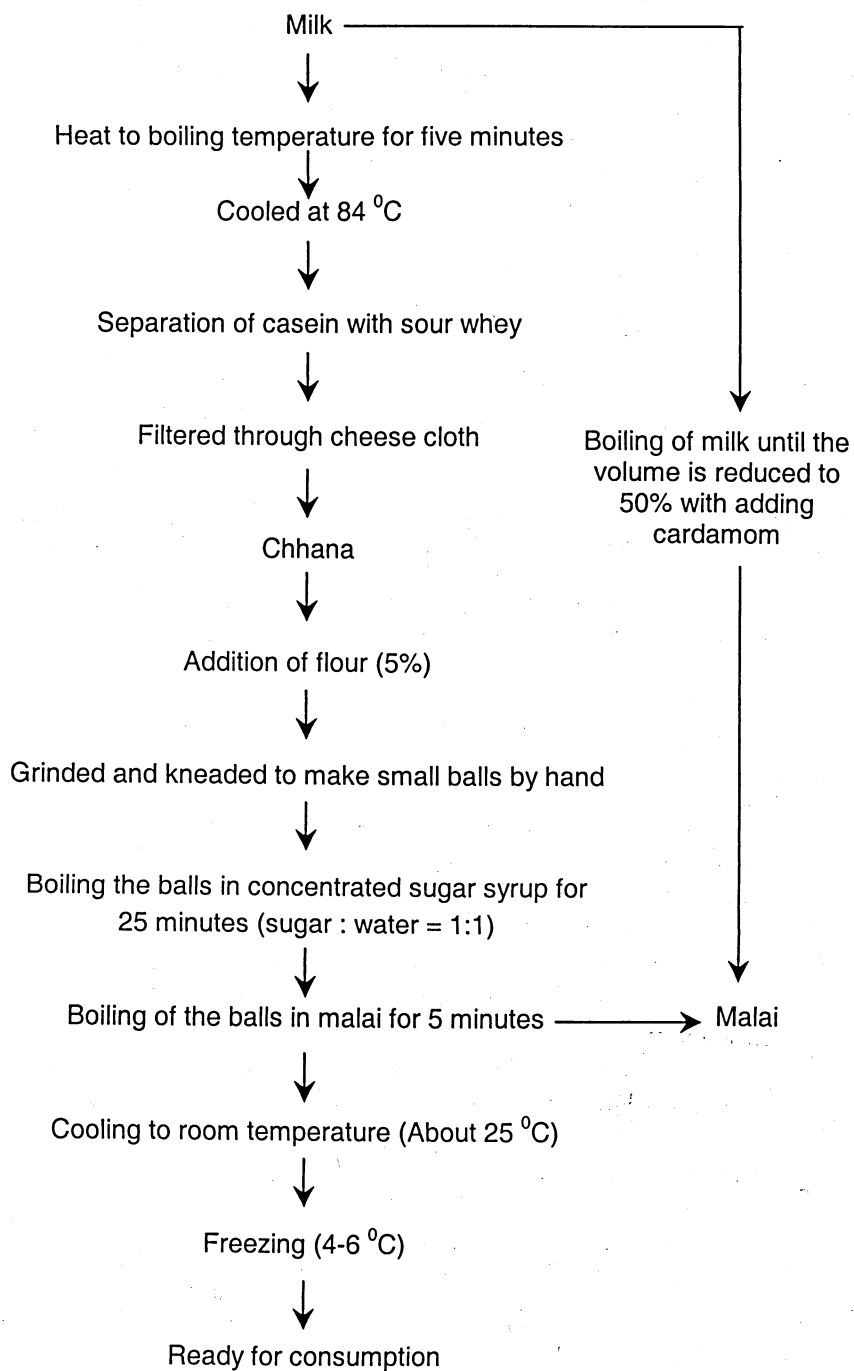 Milk
Heat to boiling temperature for five minutes
Cooled at 84 ⁰C
Separation of casein with sour whey
Filtered through cheese cloth
Boiling of milk until the
volume is reduced to
50% with adding
cardamom
Chhana
Addition of flour (5%)
Grinded and kneaded to make small balls by hand
Boiling the balls in concentrated sugar syrup for
25 minutes (sugar : water = 1:1)
Boiling of the balls in malai for 5 minutes
Malai
Cooling to room temperature (About 25 ⁰C)
Freezing (4-6 ⁰C)
Ready for consumption